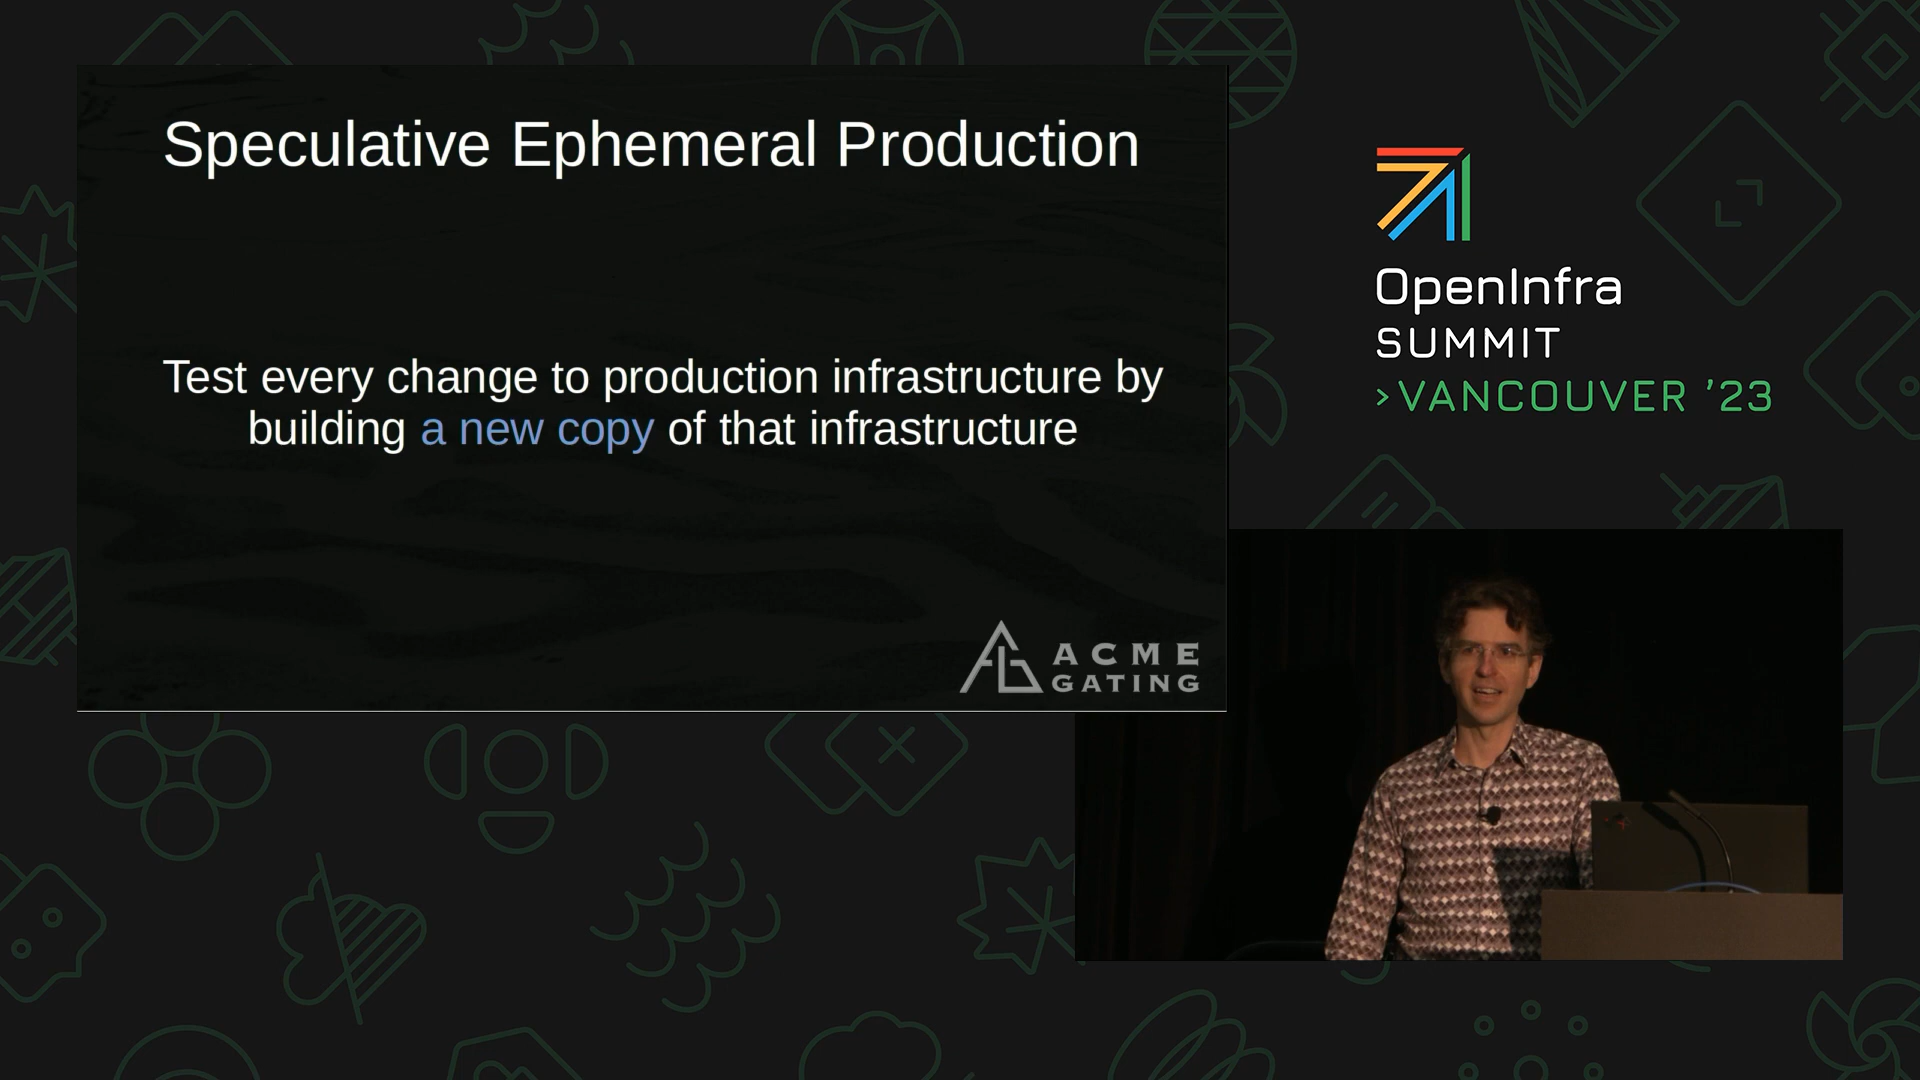 Speculative Ephemeral Production
Test every change to production infrastructure by
building a new copy of that infrastructure
ACME
GATING
OpenInfra
SUMMIT
>VANCOUVER ’23